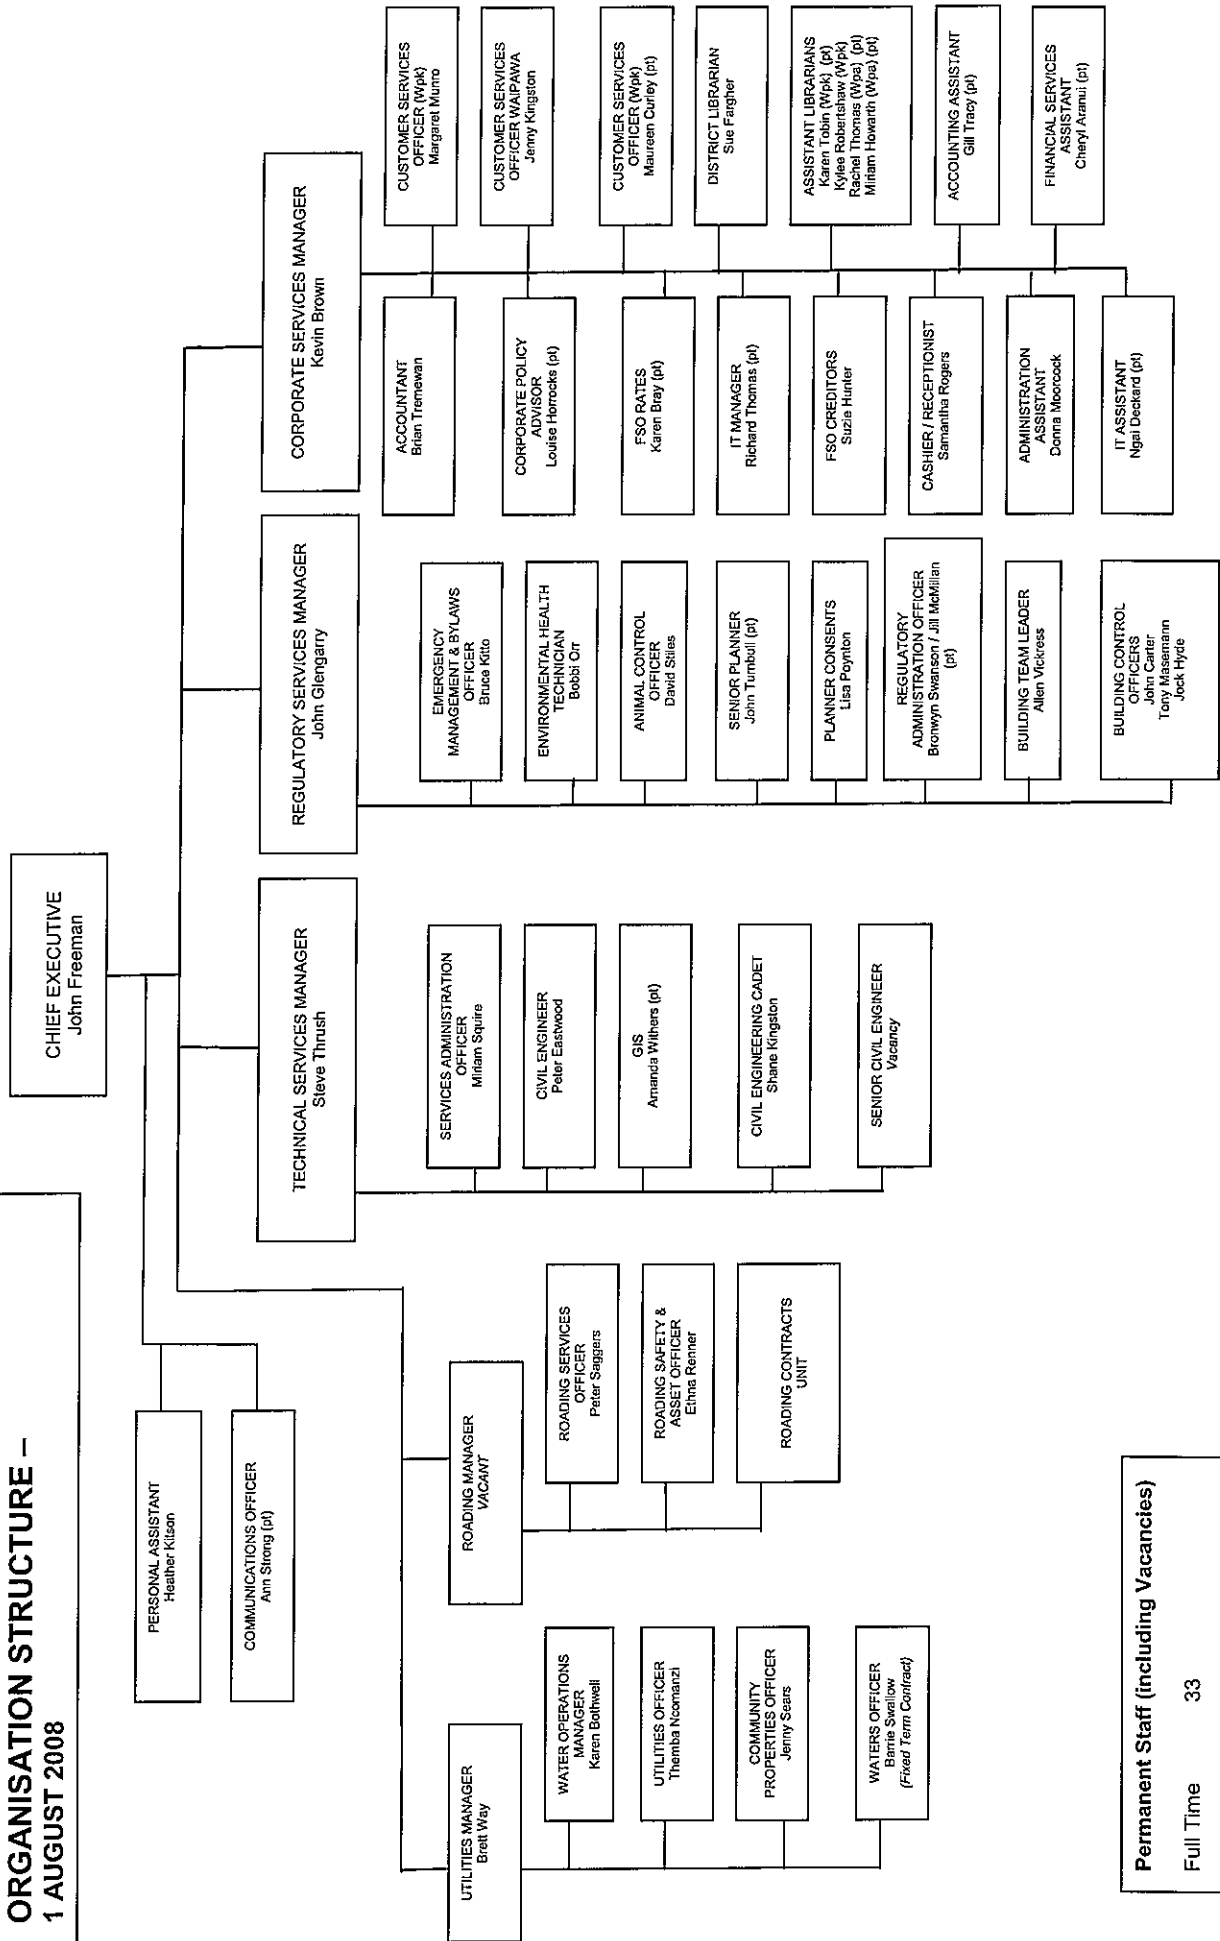 ORGANISATION STRUCTURE –
1 AUGUST 2008
CHIEF EXECUTIVE
John Freeman
PERSONAL ASSISTANT
Heather Kitson
COMMUNICATIONS OFFICER
Ann Strong (pt)
TECHNICAL SERVICES MANAGER
Steve Thrush
REGULATORY SERVICES MANAGER
John Glengarry
CORPORATE SERVICES MANAGER
Kevin Brown
UTILITIES MANAGER
Brett Way
ROADING MANAGER
VACANT
WATER OPERATIONS
MANAGER
Karen Bothwell
UTILITIES OFFICER
Themba Ncomanzi
COMMUNITY
PROPERTIES OFFICER
Jenny Sears
WATERS OFFICER
Barrie Swallow
(Fixed Term Contract)
ROADING SERVICES
OFFICER
Peter Saggers
ROADING SAFETY &
ASSET OFFICER
Ethna Renner
ROADING CONTRACTS
UNIT
SERVICES ADMINISTRATION
OFFICER
Miriam Squire
CIVIL ENGINEER
Peter Eastwood
GIS
Amanda Withers (pt)
CIVIL ENGINEERING CADET
Shane Kingston
SENIOR CIVIL ENGINEER
Vacancy
EMERGENCY
MANAGEMENT & BYLAWS
OFFICER
Bruce Kitto
ENVIRONMENTAL HEALTH
TECHNICIAN
Bobbi Orr
ANIMAL CONTROL
OFFICER
David Stiles
SENIOR PLANNER
John Turnbull (pt)
PLANNER CONSENTS
Lisa Poynton
REGULATORY
ADMINISTRATION OFFICER
Bronwyn Swanson / Jill McMillan
(pt)
BUILDING TEAM LEADER
Allen Vickress
BUILDING CONTROL
OFFICERS
John Carter
Tony Masemann
Jock Hyde
ACCOUNTANT
Brian Tremewan
CORPORATE POLICY
ADVISOR
Louise Horrocks (pt)
FSO RATES
Karen Bray (pt)
IT MANAGER
Richard Thomas (pt)
FSO CREDITORS
Suzie Hunter
CASHIER / RECEPTIONIST
Samantha Rogers
ADMINISTRATION
ASSISTANT
Donna Moorcock
IT ASSISTANT
Ngai Deckard (pt)
CUSTOMER SERVICES
OFFICER (Wpk)
Margaret Munro
CUSTOMER SERVICES
OFFICER WAIPAWA
Jenny Kingston
CUSTOMER SERVICES
OFFICER (Wpk)
Maureen Curley (pt)
DISTRICT LIBRARIAN
Sue Fargher
ASSISTANT LIBRARIANS
Karen Tobin (Wpk) (pt)
Kylee Robertshaw (Wpk)
Rachel Thomas (Wpa) (pt)
Miriam Howarth (Wpa) (pt)
ACCOUNTING ASSISTANT
Gill Tracy (pt)
FINANCIAL SERVICES
ASSISTANT
Cheryl Aranui (pt)
Permanent Staff (including Vacancies)
Full Time 33